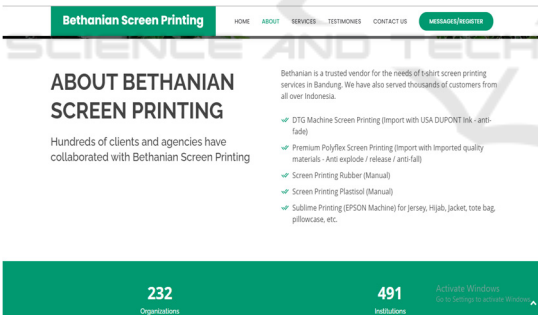 Bethanian Screen Printing
HOME ABOUT SERVICES TESTIMONIES CONTACT US MESSAGES/REGISTER
SCIENCE AND TECH
ABOUT BETHANIAN
SCREEN PRINTING
Hundreds of clients and agencies have
collaborated with Bethanian Screen Printing
Bethanian is a trusted vendor for the needs of t-shirt screen printing
services in Bandung. We have also served thousands of customers from
all over Indonesia.
DTG Machine Screen Printing (Import with USA DUPONT Ink - anti-
fade)
Premium Polyflex Screen Printing (Import with Imported quality
materials - Anti explode / release / anti-fall)
Screen Printing Rubber (Manual)
Screen Printing Plastisol (Manual)
Sublime Printing (EPSON Machine) for Jersey, Hijab, Jacket, tote bag,
pillowcase, etc.
232
Organizations
491
Institutions
Activate Windows
Go to Settings to activate Windows.